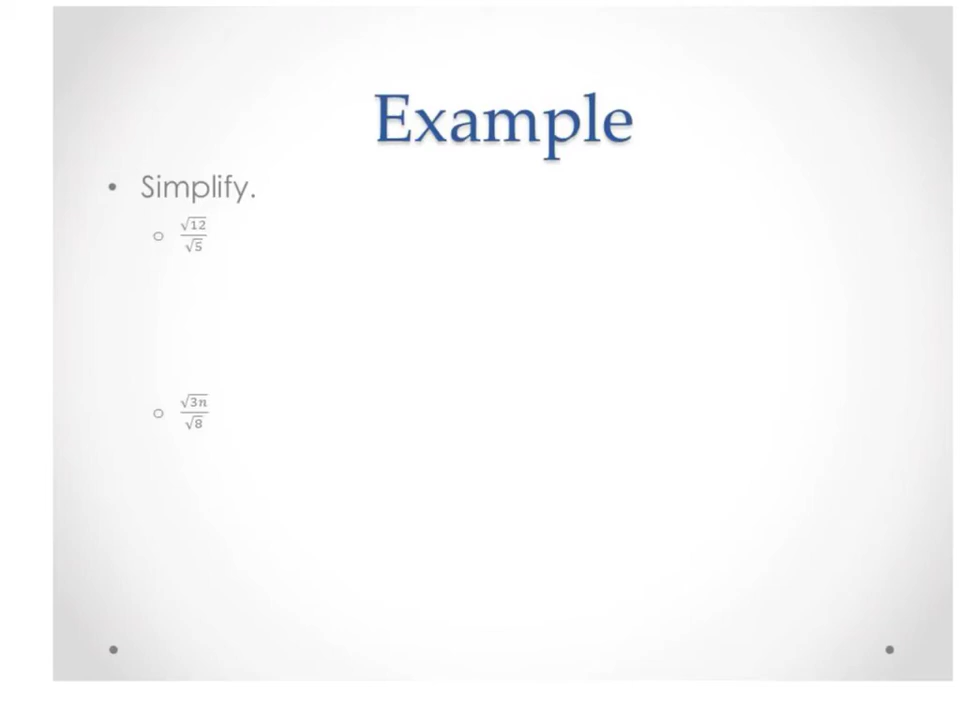 Example
• Simplify.
○ √12/√5
○ √3n/√8